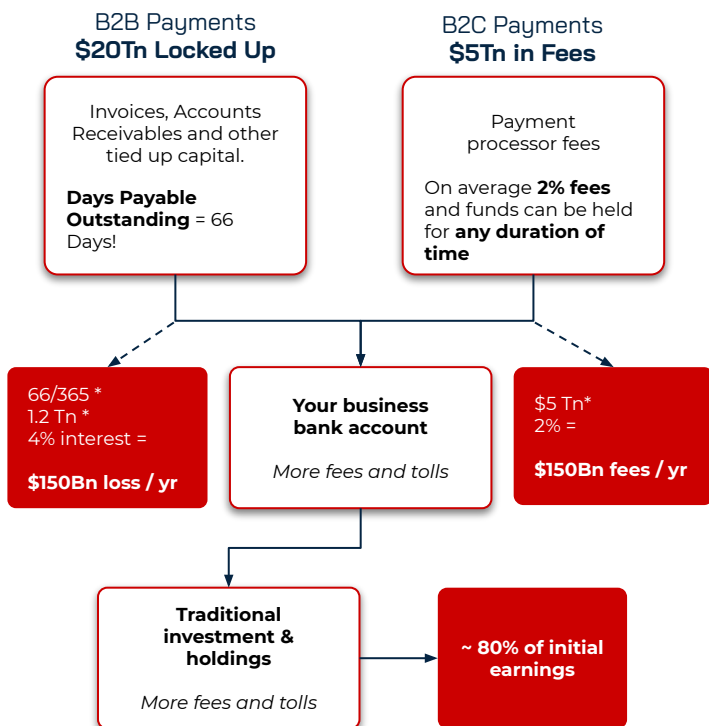 B2B Payments
$20Tn Locked Up
B2C Payments
$5Tn in Fees
Invoices, Accounts
Receivables and other
tied up capital.
Days Payable
Outstanding = 66
Days!
Payment
processor fees
On average 2% fees
and funds can be held
for any duration of
time
66/365 *
1.2 Tn *
4% interest =
$150Bn loss / yr
Your business
bank account
More fees and tolls
$5 Tn*
2% =
$150Bn fees / yr
Traditional
investment &
holdings
More fees and tolls
~ 80% of initial
earnings